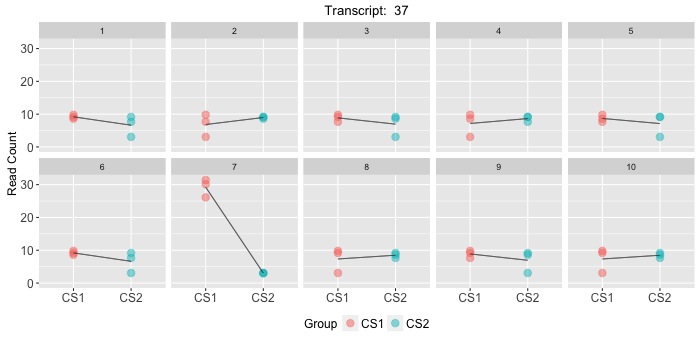 Transcript: 37
1 2 3 4 5
30
20
10
0
Read Count
6 7 8 9 10
30
20
10
0
CS1 CS2 CS1 CS2 CS1 CS2 CS1 CS2 CS1 CS2
Group CS1 CS2